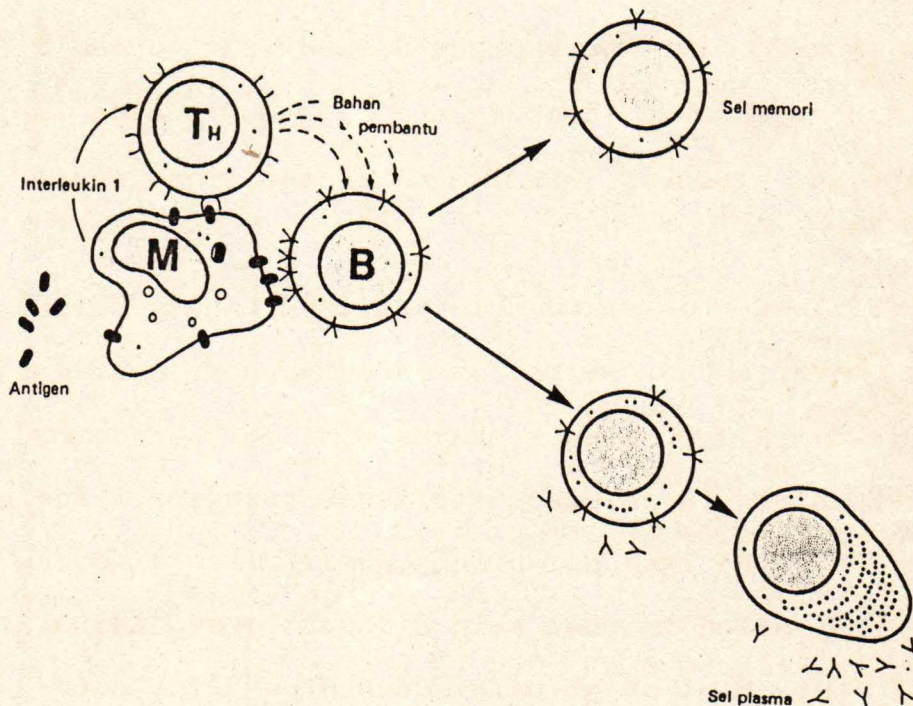 TH
Bahan
pembantu
Sel memori
Interleukin 1
M
B
Antigen
Sel plasma